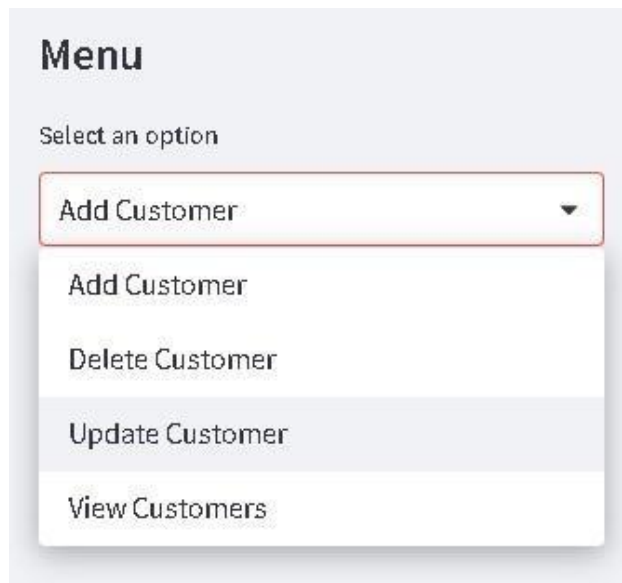 Menu
Select an option
Add Customer
Add Customer
Delete Customer
Update Customer
View Customers